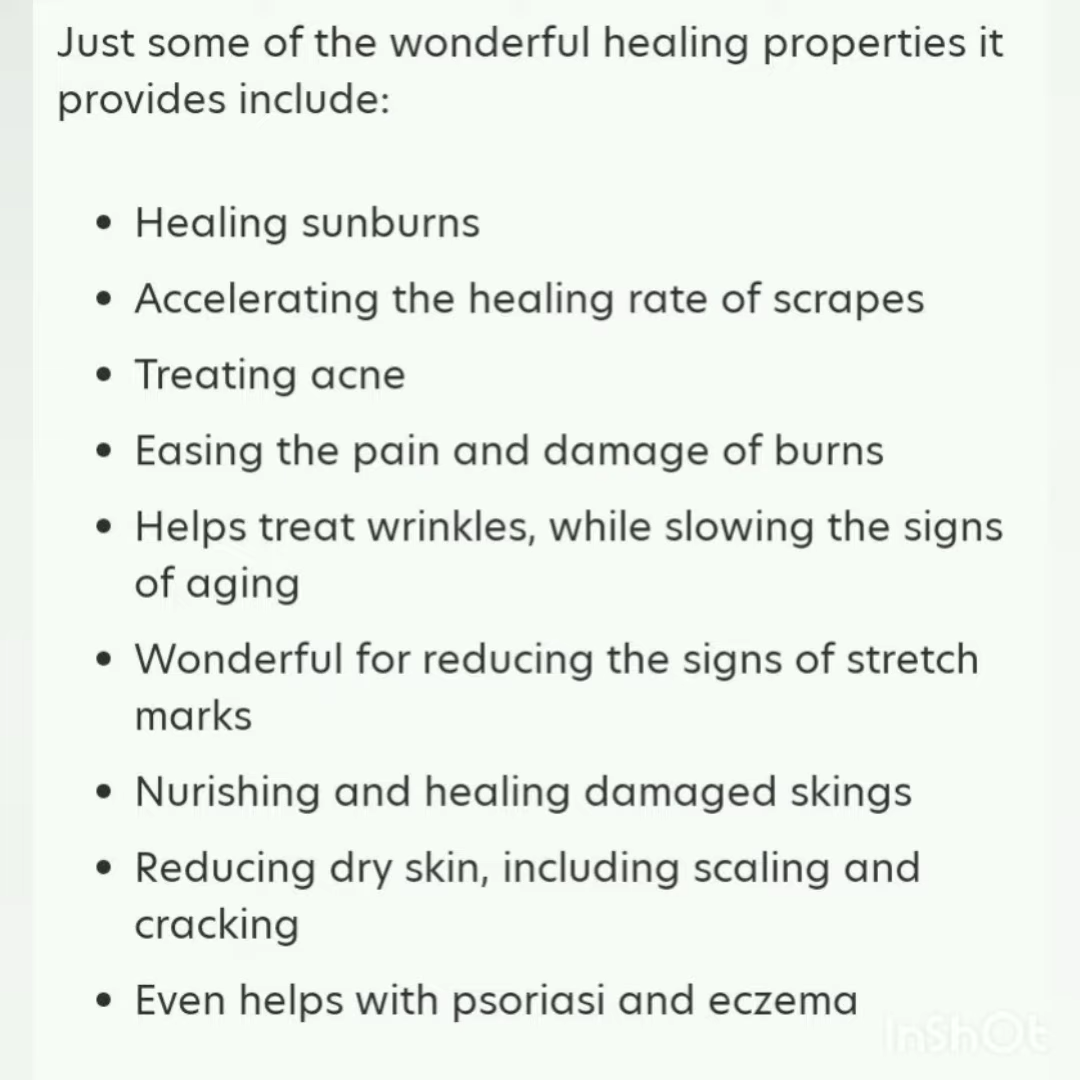 Just some of the wonderful healing properties it
provides include:
• Healing sunburns
• Accelerating the healing rate of scrapes
• Treating acne
• Easing the pain and damage of burns
• Helps treat wrinkles, while slowing the signs
of aging
• Wonderful for reducing the signs of stretch
marks
• Nurishing and healing damaged skings
• Reducing dry skin, including scaling and
cracking
• Even helps with psoriasi and eczema
InShOt